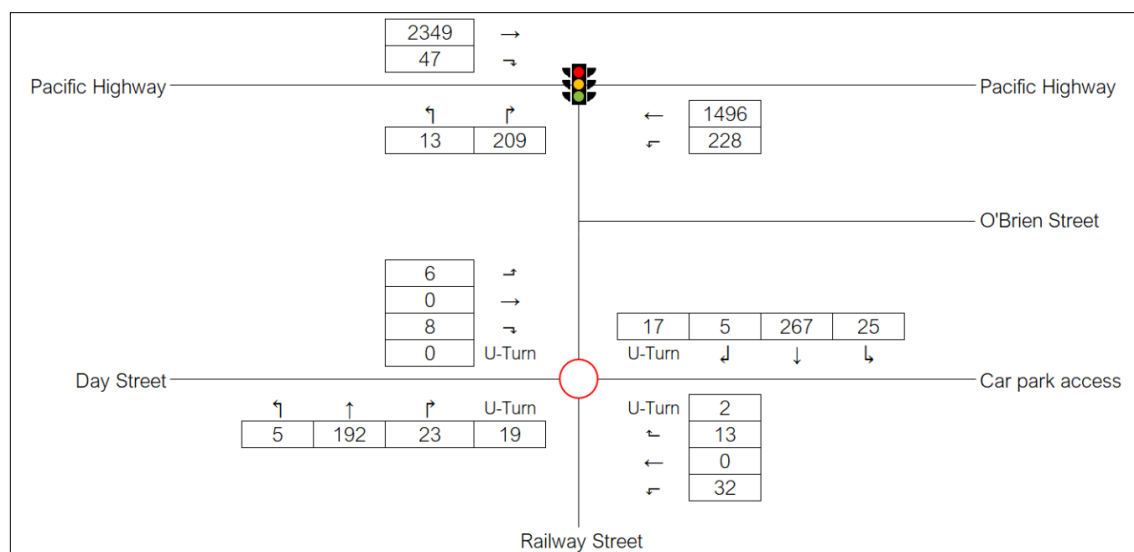 2349
47
Pacific Highway
Pacific Highway
13 209
1496
228
O'Brien Street
6
0
8
0 U-Turn
17 5 267 25
U-Turn
Day Street
Car park access
U-Turn
5 192 23 19
U-Turn 2
13
0
32
Railway Street